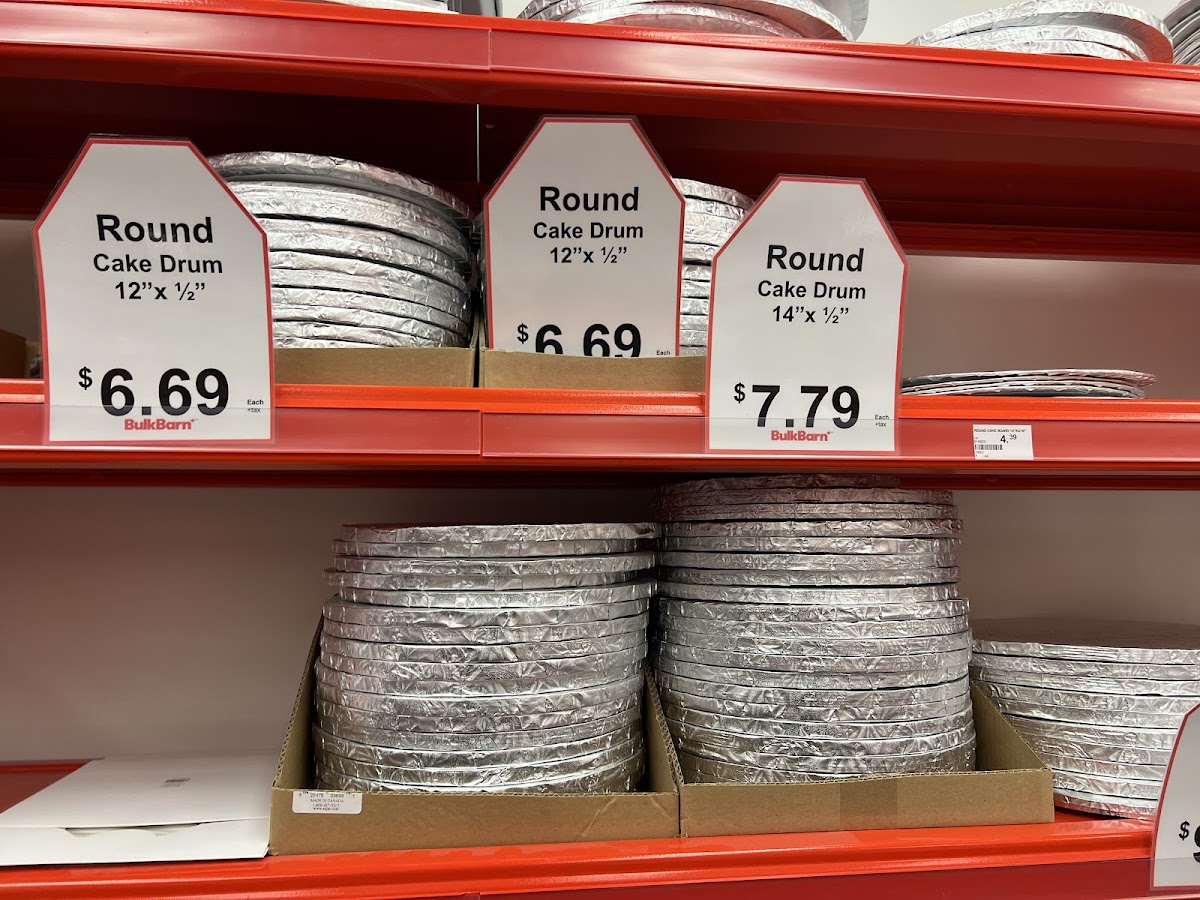 Round
Cake Drum
12”x ½”
$6.69
Each
+tax
BulkBarn
Round
Cake Drum
12”x ½”
$6.69
Each
Round
Cake Drum
14”x ½”
$7.79
Each
+tax
BulkBarn
4.39
MADE IN CANADA
$